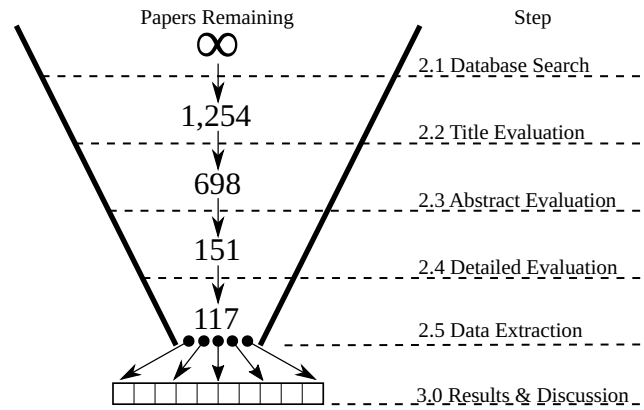 Papers Remaining
Step
∞
2.1 Database Search
1,254
2.2 Title Evaluation
698
2.3 Abstract Evaluation
151
2.4 Detailed Evaluation
117
2.5 Data Extraction
3.0 Results & Discussion